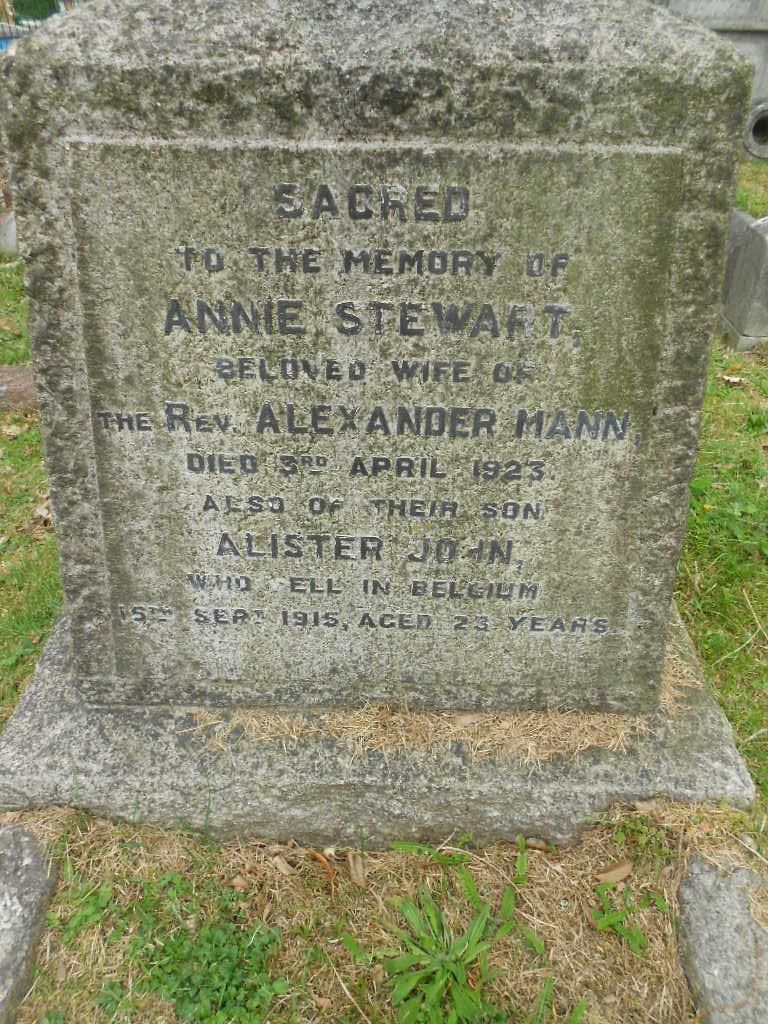 SACRED
TO THE MEMORY OF
ANNIE STEWART,
BELOVED WIFE OF
THE REV. ALEXANDER MANN,
DIED 3RD APRIL 1923.
ALSO OF THEIR SON
ALISTER JOHN,
WHO FELL IN BELGIUM
15TH SEPT 1915, AGED 23 YEARS.